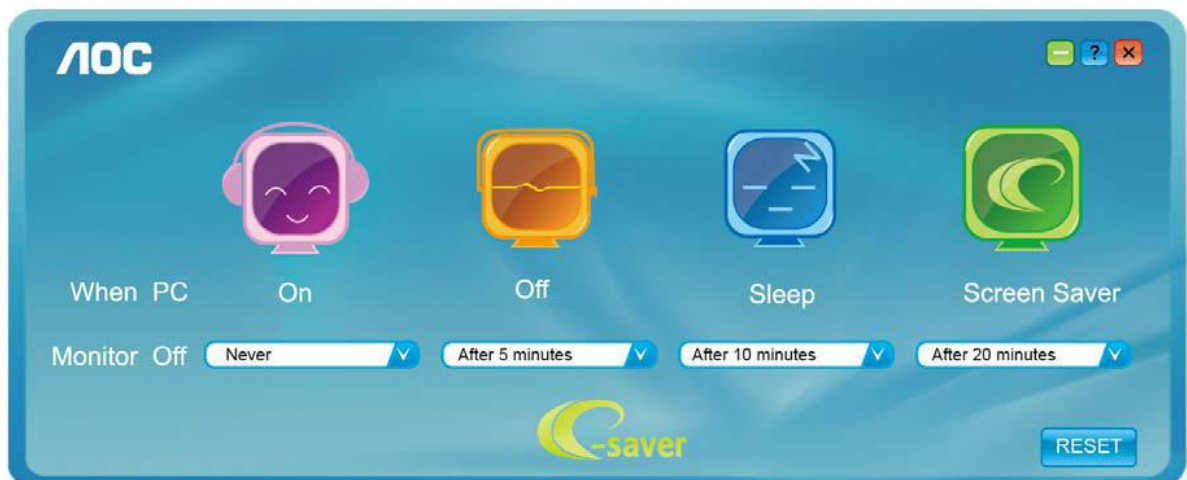 AOC
?
When PC On Off Sleep Screen Saver
Monitor Off Never After 5 minutes After 10 minutes After 20 minutes
e-saver
RESET